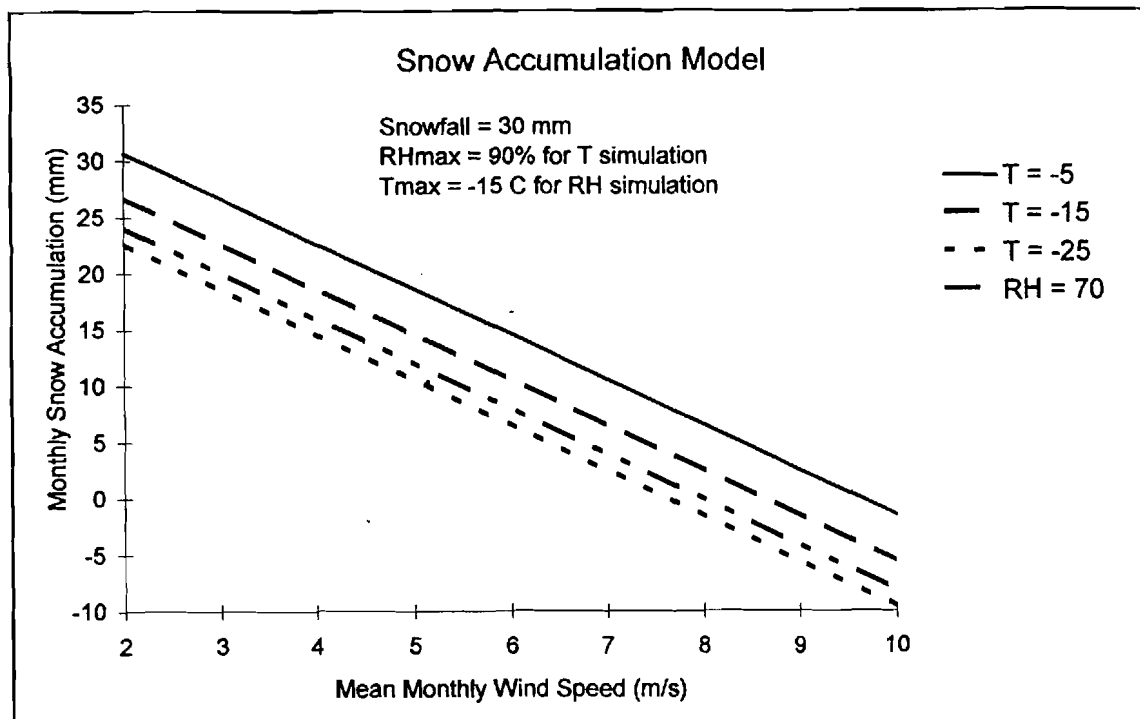 Snow Accumulation Model
Snowfall = 30 mm
RHmax = 90% for T simulation
Tmax = -15 C for RH simulation
Monthly Snow Accumulation (mm)
35
30
25
20
15
10
5
0
-5
-10
2 3 4 5 6 7 8 9 10
Mean Monthly Wind Speed (m/s)
T = -5
T = -15
T = -25
RH = 70